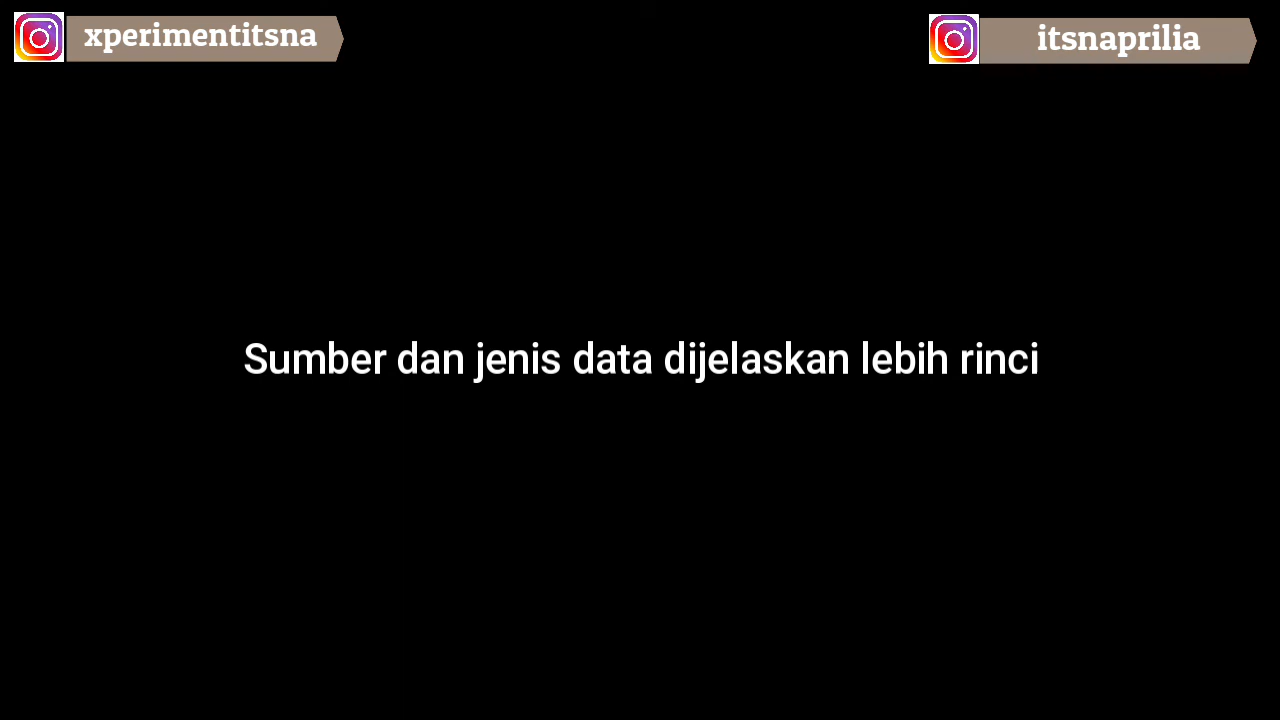 xperimentitsna
itsnaprilia
Sumber dan jenis data dijelaskan lebih rinci